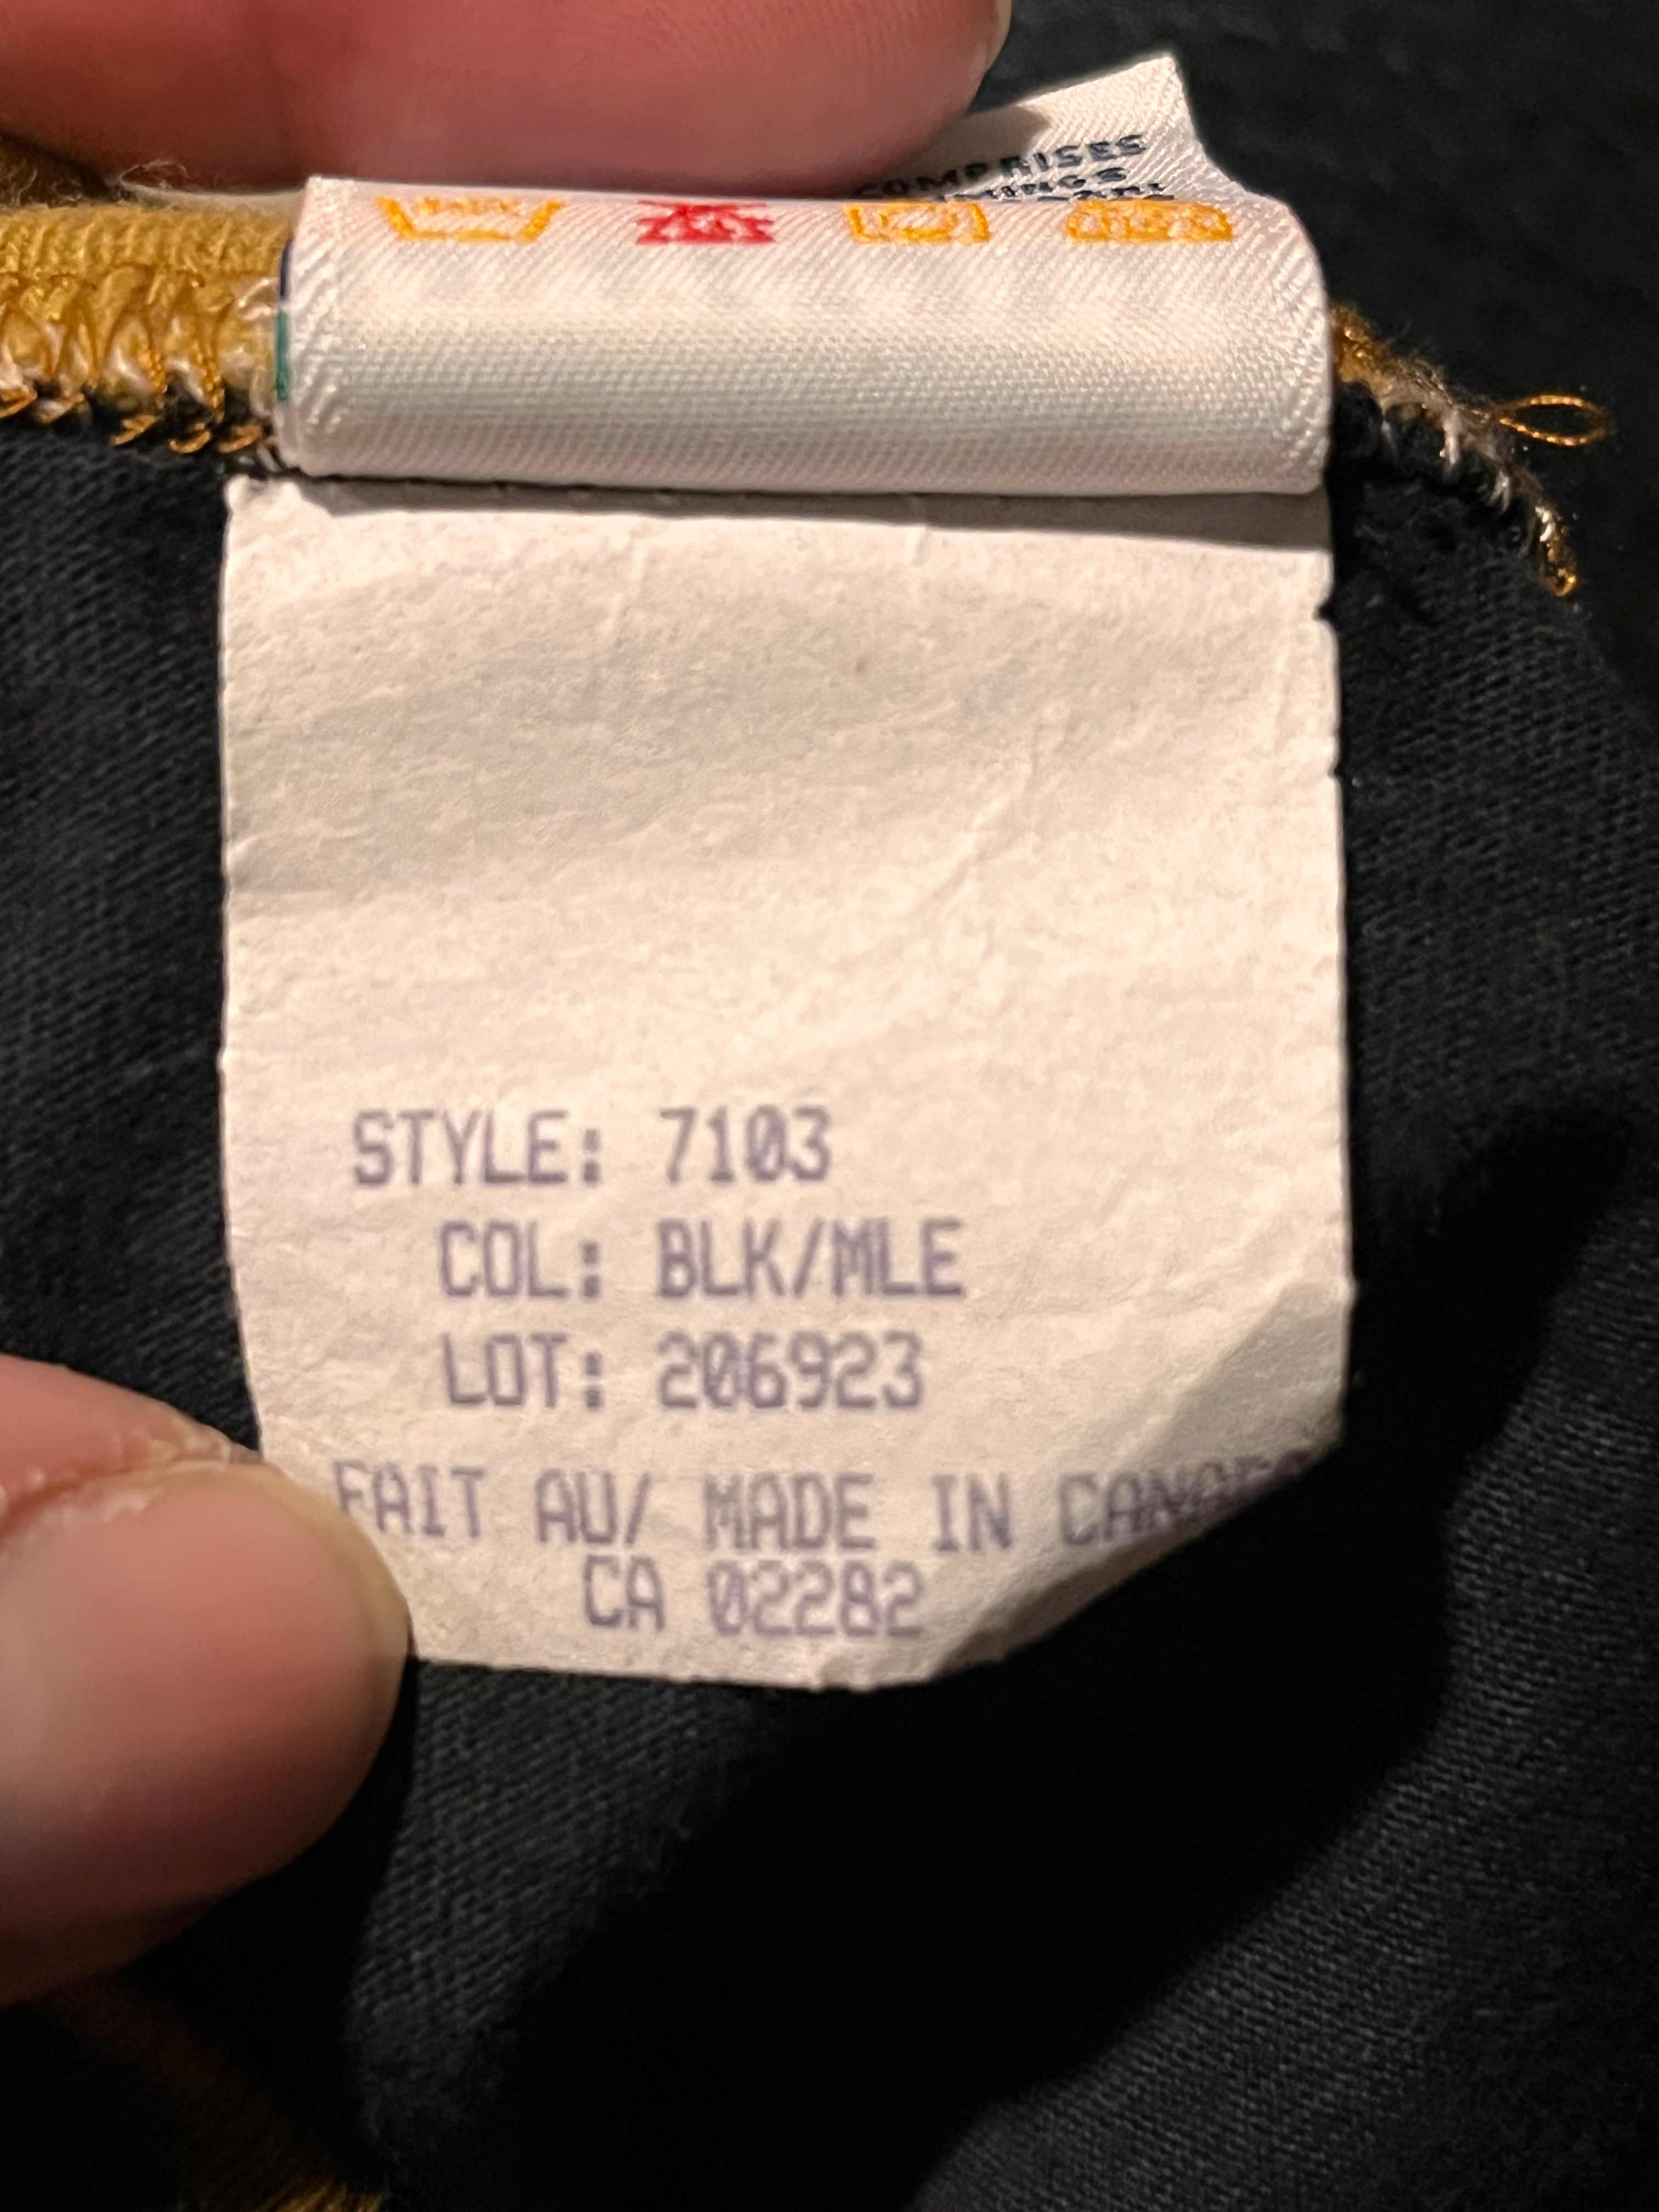 COMPRISES
STYLE: 7103
COL: BLK/MLE
LOT: 206923
FAIT AU/ MADE IN CANADA
CA 02282